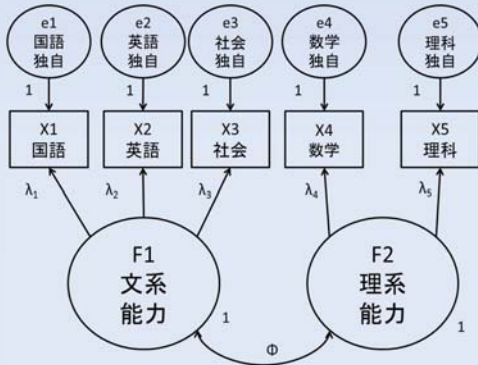 e1
国語
独自
e2
英語
独自
e3
社会
独自
e4
数学
独自
e5
理科
独自
1
1
1
1
1
X1
国語
X2
英語
X3
社会
X4
数学
X5
理科
λ₁
λ₂
λ₃
λ₄
λ₅
F1
文系
能力
F2
理系
能力
1
1
Φ